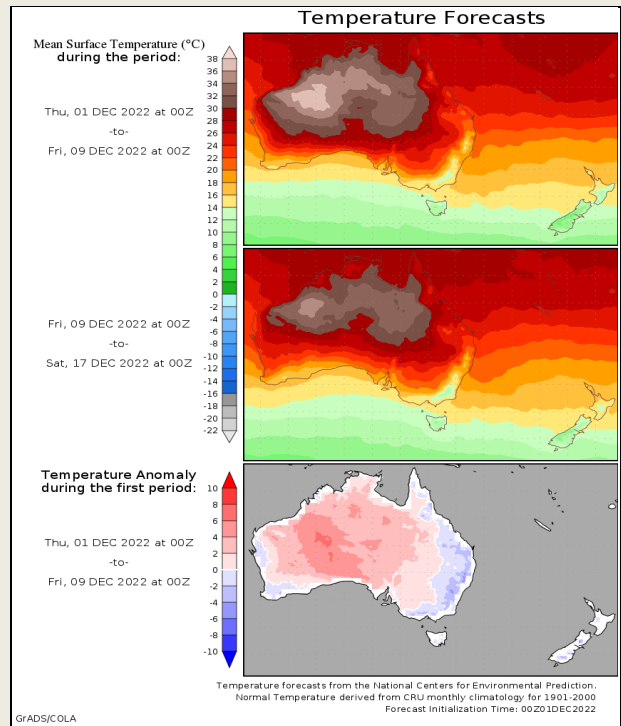 Temperature Forecasts
Mean Surface Temperature (°C)
during the period:
38
36
34
32
30
28
26
24
22
20
18
16
14
12
10
8
6
4
2
0
-2
-4
-6
-8
-10
-12
-14
-16
-18
-20
-22
Thu, 01 DEC 2022 at 00Z
-to-
Fri, 09 DEC 2022 at 00Z
Fri, 09 DEC 2022 at 00Z
-to-
Sat, 17 DEC 2022 at 00Z
Temperature Anomaly
during the first period:
10
8
6
4
2
0
-2
-4
-6
-8
-10
Thu, 01 DEC 2022 at 00Z
-to-
Fri, 09 DEC 2022 at 00Z
Temperature forecasts from the National Centers for Environmental Prediction.
Normal Temperature derived from CRU monthly climatology for 1901-2000
Forecast Initialization Time: 00Z01DEC2022
GrADS/COLA